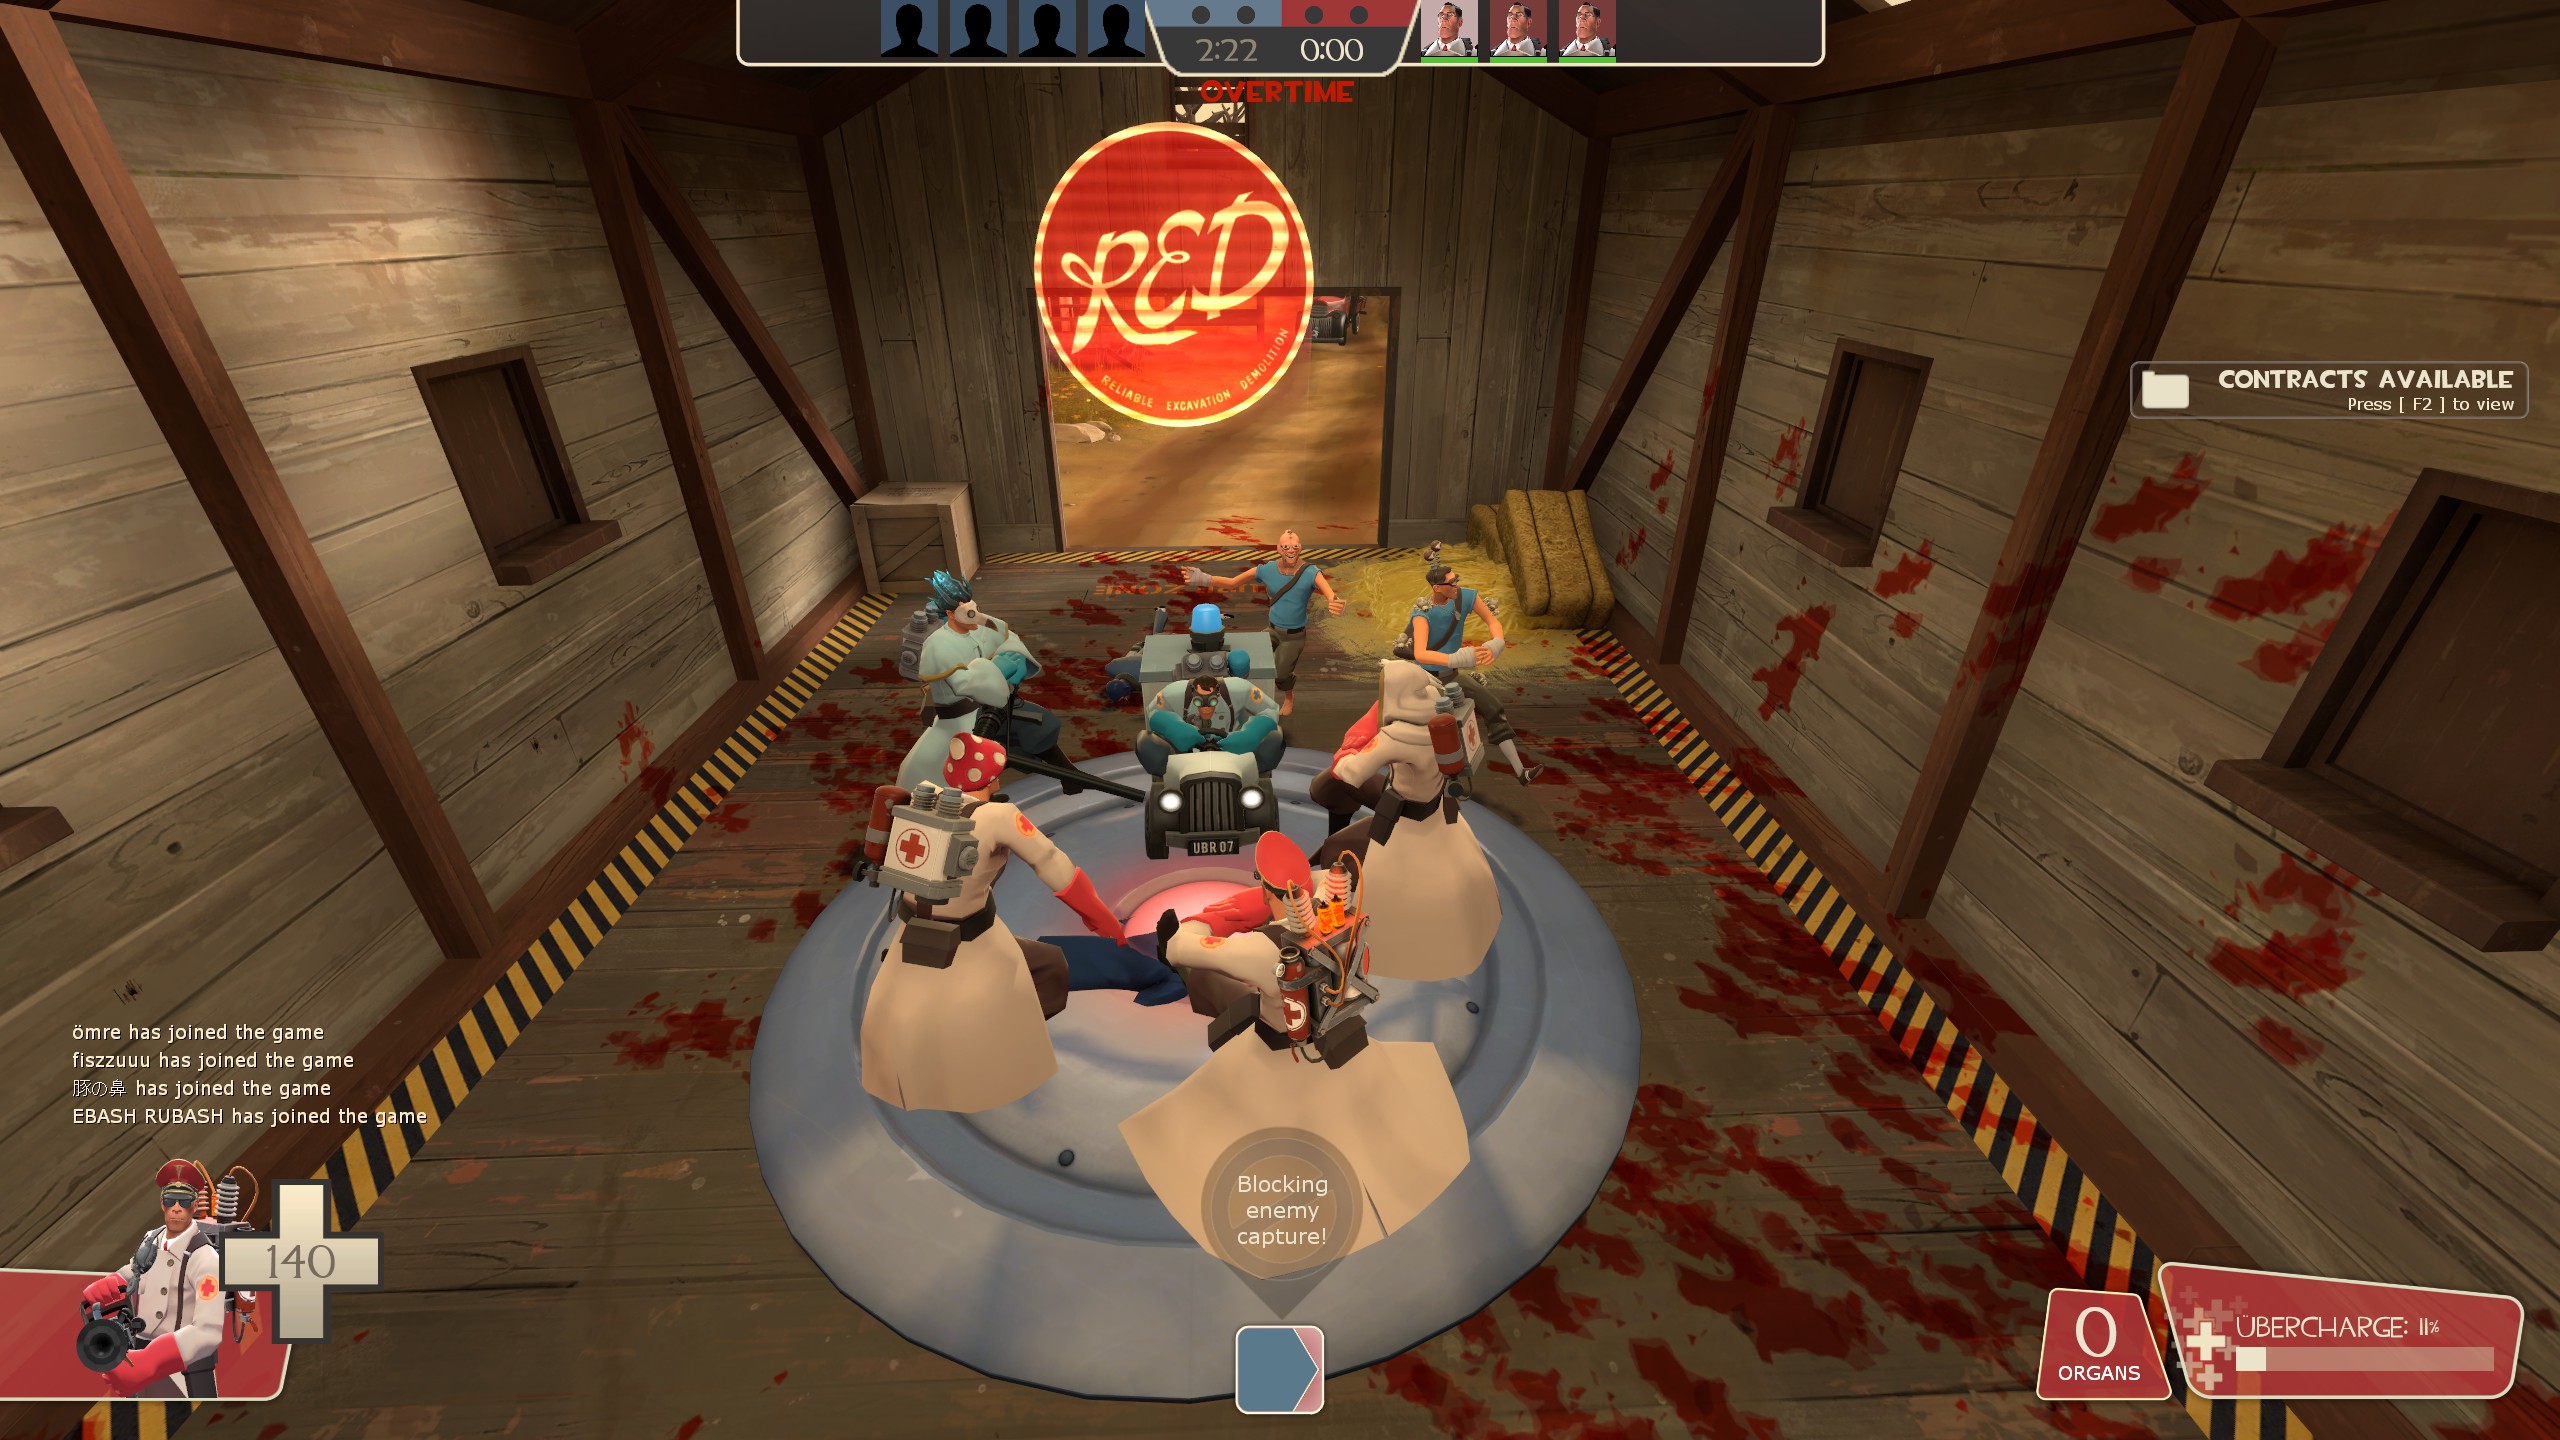 2:22
0:00
OVERTIME
RED
RELIABLE EXCAVATION DEMOLITION
CONTRACTS AVAILABLE
Press [ F2 ] to view
UBR 07
ömre has joined the game
fiszzuuu has joined the game
豚の鼻 has joined the game
EBASH RUBASH has joined the game
Blocking
enemy
capture!
140
0
ORGANS
ÜBERCHARGE: 11%